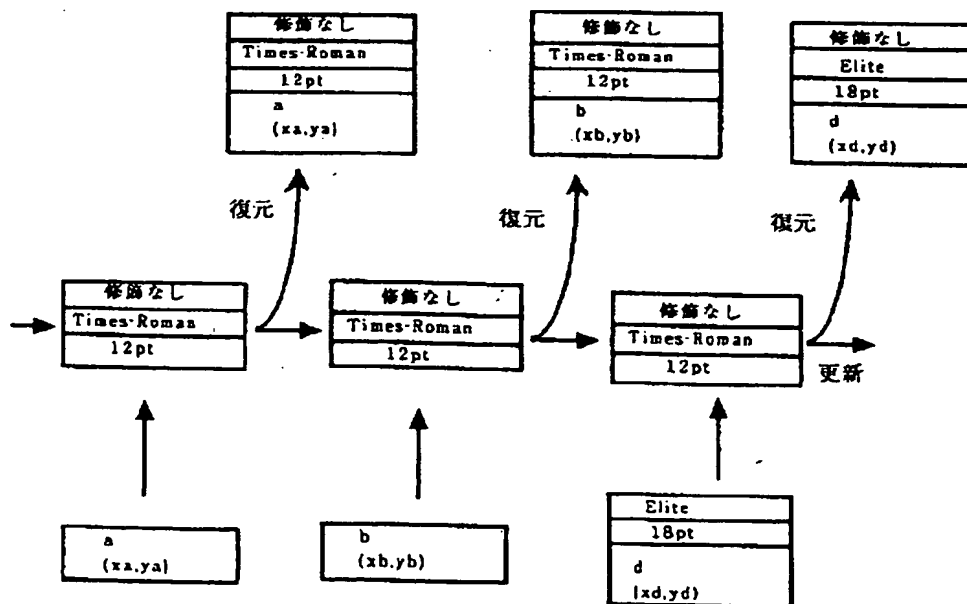 修飾なし
Times-Roman
12pt
a
(xa,ya)
修飾なし
Times-Roman
12pt
b
(xb,yb)
修飾なし
Elite
18pt
d
(xd,yd)
復元
復元
復元
修飾なし
Times-Roman
12pt
修飾なし
Times-Roman
12pt
修飾なし
Times-Roman
12pt
更新
a
(xa,ya)
b
(xb,yb)
Elite
18pt
d
(xd,yd)